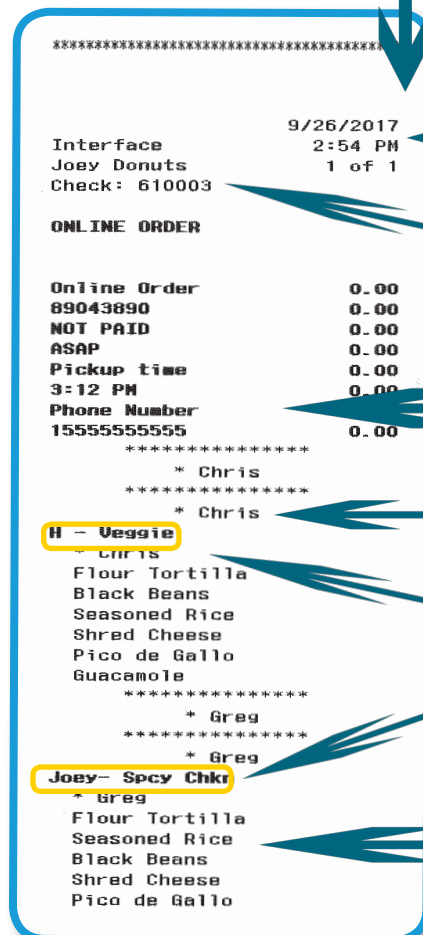 ****************************************
9/26/2017
Interface 2:54 PM
Joey Donuts 1 of 1
Check: 610003
ONLINE ORDER
Online Order 0.00
89043890 0.00
NOT PAID 0.00
ASAP 0.00
Pickup time 0.00
3:12 PM 0.00
Phone Number
15555555555 0.00
***************
* Chris
***************
* Chris
H - Veggie
* Chris
Flour Tortilla
Black Beans
Seasoned Rice
Shred Cheese
Pico de Gallo
Guacamole
***************
* Greg
***************
* Greg
Joey- Spcy Chkn
* Greg
Flour Tortilla
Seasoned Rice
Black Beans
Shred Cheese
Pico de Gallo